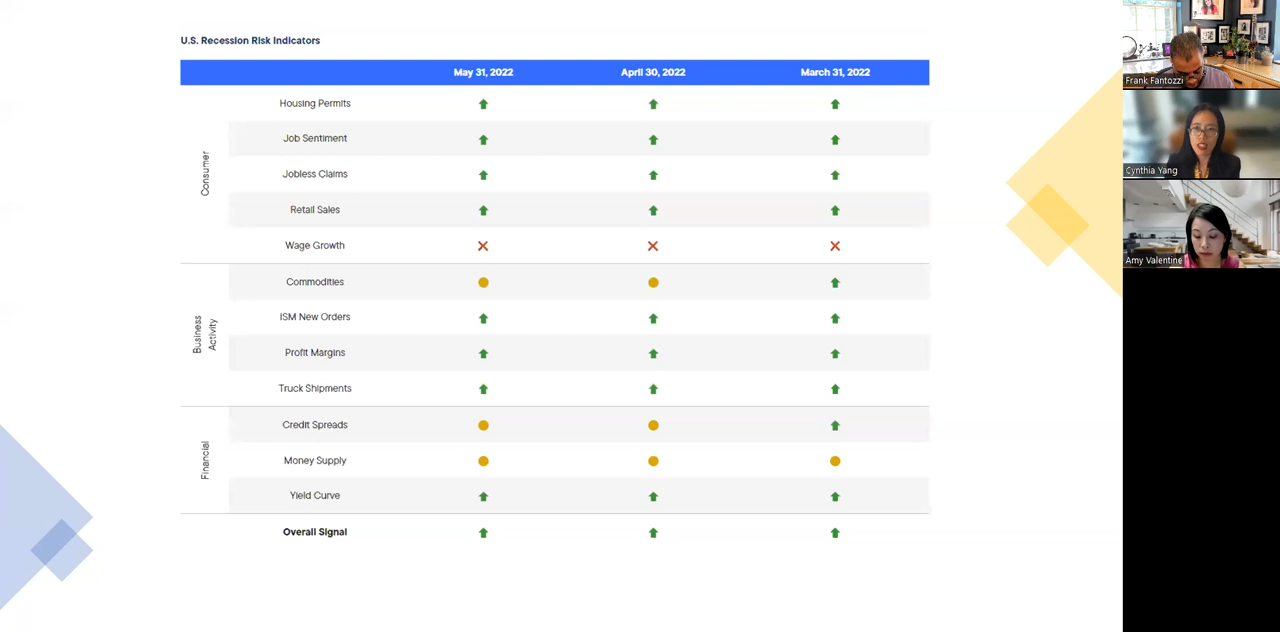 U.S. Recession Risk Indicators
May 31, 2022 April 30, 2022 March 31, 2022
Consumer
Housing Permits
Job Sentiment
Jobless Claims
Retail Sales
Wage Growth
Business
Activity
Commodities
ISM New Orders
Profit Margins
Truck Shipments
Financial
Credit Spreads
Money Supply
Yield Curve
Overall Signal
Frank Fantozzi
Cynthia Yang
Amy Valentine